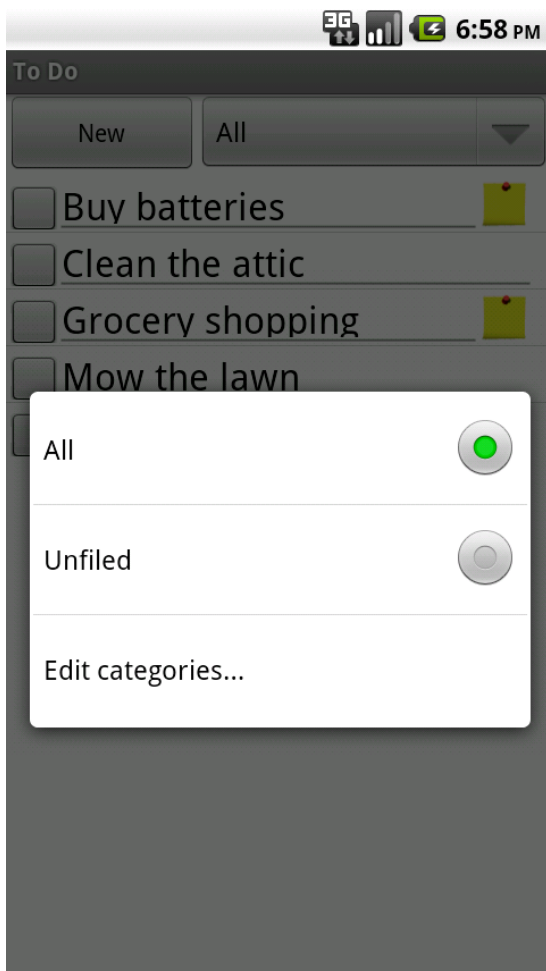 3G 6:58 PM
To Do
New All
Buy batteries
Clean the attic
Grocery shopping
Mow the lawn
All
Unfiled
Edit categories...